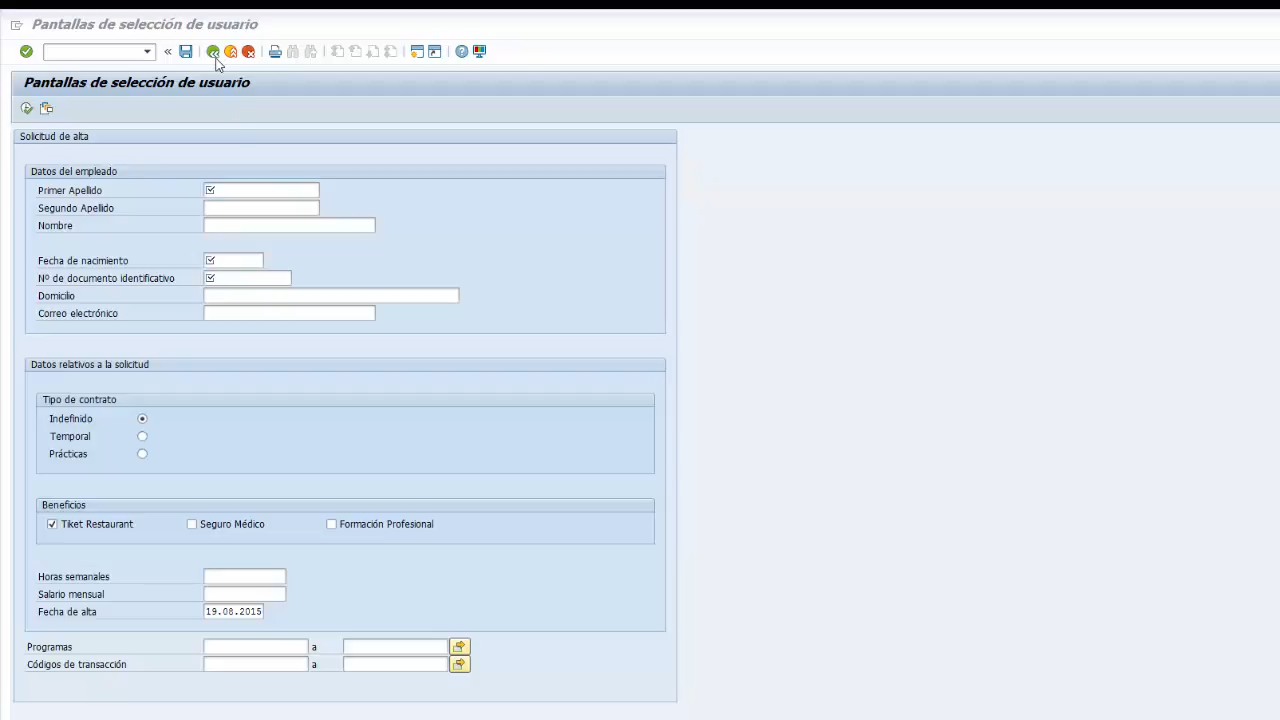 Pantallas de selección de usuario
Pantallas de selección de usuario
Solicitud de alta
Datos del empleado
Primer Apellido
Segundo Apellido
Nombre
Fecha de nacimiento
Nº de documento identificativo
Domicilio
Correo electrónico
Datos relativos a la solicitud
Tipo de contrato
Indefinido
Temporal
Prácticas
Beneficios
Tiket Restaurant Seguro Médico Formación Profesional
Horas semanales
Salario mensual
Fecha de alta 19.08.2015
Programas a
Códigos de transacción a